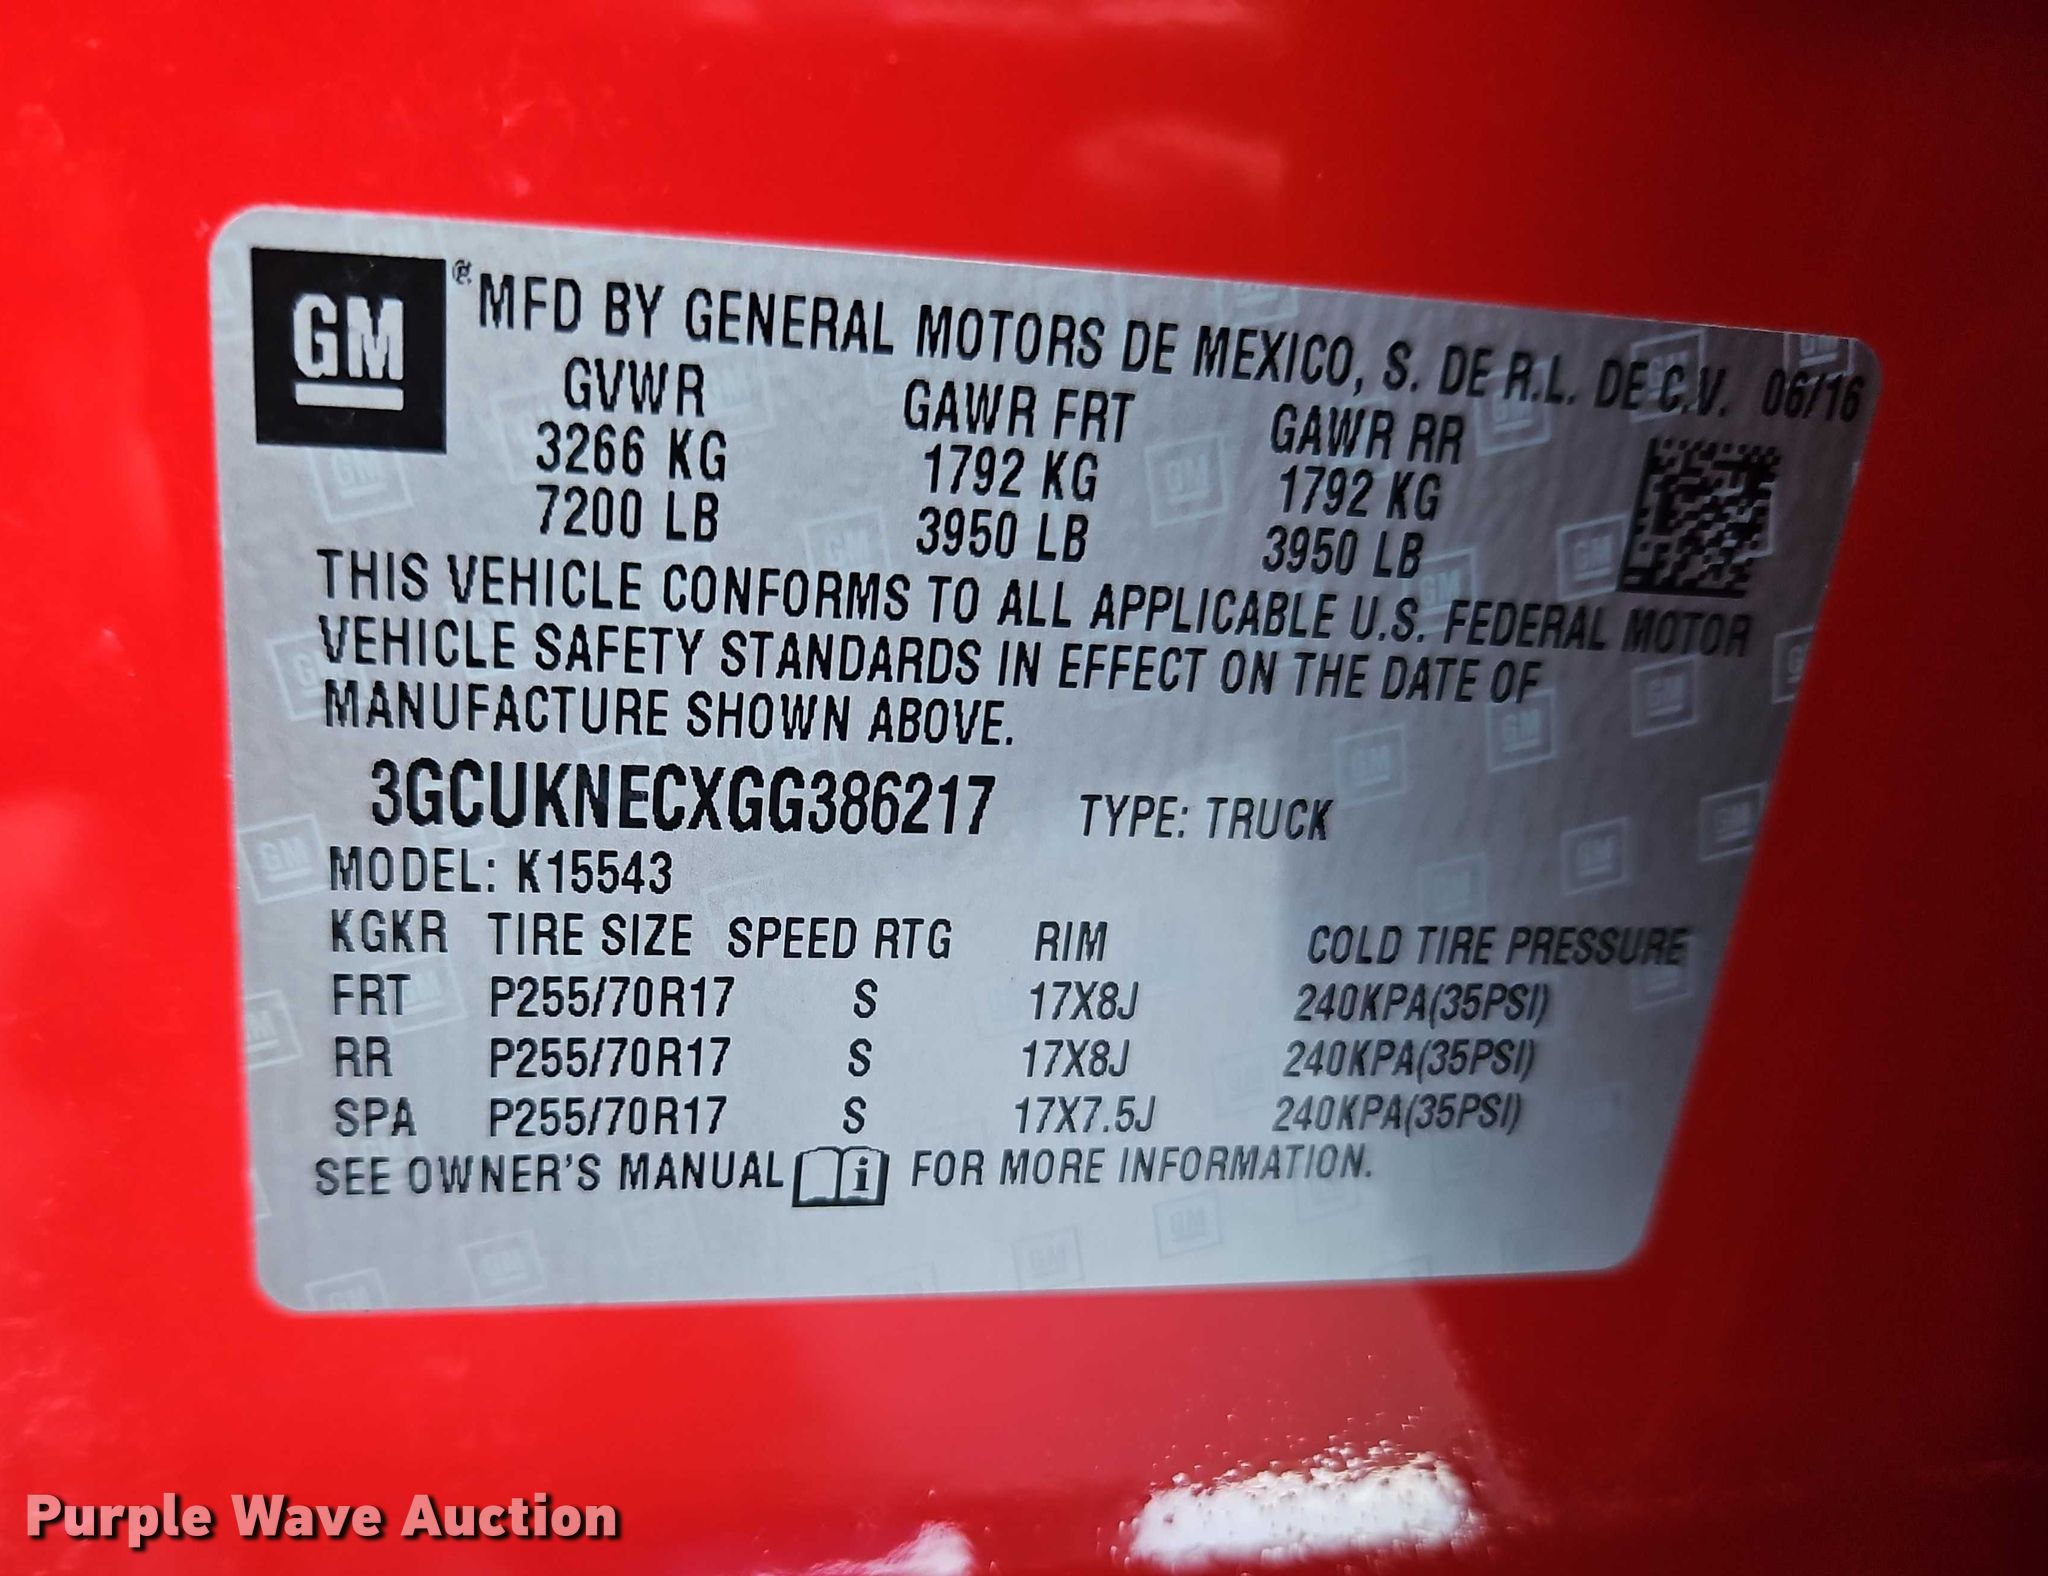 GM
® MFD BY GENERAL MOTORS DE MEXICO, S. DE R.L. DE C.V. 06/16
GVWR GAWR FRT GAWR RR
3266 KG 1792 KG 1792 KG
7200 LB 3950 LB 3950 LB
THIS VEHICLE CONFORMS TO ALL APPLICABLE U.S. FEDERAL MOTOR
VEHICLE SAFETY STANDARDS IN EFFECT ON THE DATE OF
MANUFACTURE SHOWN ABOVE.
3GCUKNECXGG386217 TYPE: TRUCK
MODEL: K15543
KGKR TIRE SIZE SPEED RTG RIM COLD TIRE PRESSURE
FRT P255/70R17 S 17X8J 240KPA(35PSI)
RR P255/70R17 S 17X8J 240KPA(35PSI)
SPA P255/70R17 S 17X7.5J 240KPA(35PSI)
SEE OWNER'S MANUAL i FOR MORE INFORMATION.
Purple Wave Auction